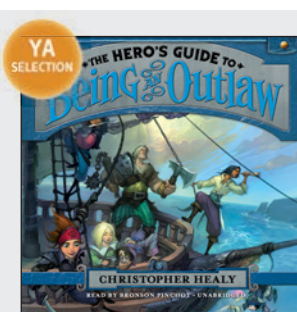 YA
SELECTION
THE HERO'S GUIDE TO
Being an Outlaw
CHRISTOPHER HEALY
READ BY BRONSON PINCHOT • UNABRIDGED